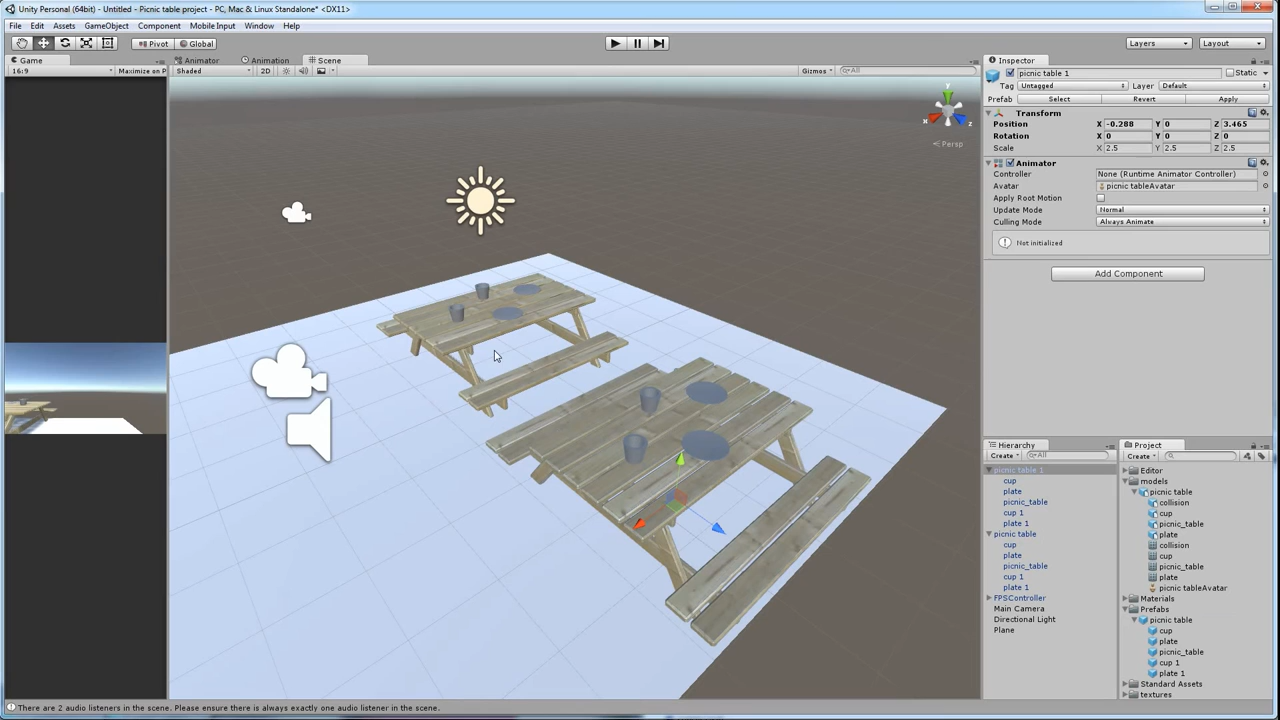 Unity Personal (64bit) - Untitled - Picnic table project - PC, Mac & Linux Standalone* <DX11>
File Edit Assets GameObject Component Mobile Input Window Help
Pivot Global Layers Layout
Game Animator Animation Scene Inspector
16:9 Maximize on P Shaded 2D Gizmos All
picnic table 1 Static
Tag Untagged Layer Default
Prefab Select Revert Apply
Transform
Position X -0.288 Y 0 Z 3.465
Rotation X 0 Y 0 Z 0
Scale X 2.5 Y 2.5 Z 2.5
Animator
Controller None (Runtime Animator Controller)
Avatar picnic tableAvatar
Apply Root Motion
Update Mode Normal
Culling Mode Always Animate
Not initialized
Add Component
y
x z
Persp
Hierarchy
Create All
picnic table 1
cup
plate
picnic_table
cup 1
plate 1
picnic table
cup
plate
picnic_table
cup 1
plate 1
FPSController
Main Camera
Directional Light
Plane
Project
Create
Editor
models
picnic table
collision
cup
picnic_table
plate
collision
cup
picnic_table
plate
picnic tableAvatar
Materials
Prefabs
picnic table
cup
plate
picnic_table
cup 1
plate 1
Standard Assets
textures
There are 2 audio listeners in the scene. Please ensure there is always exactly one audio listener in the scene.